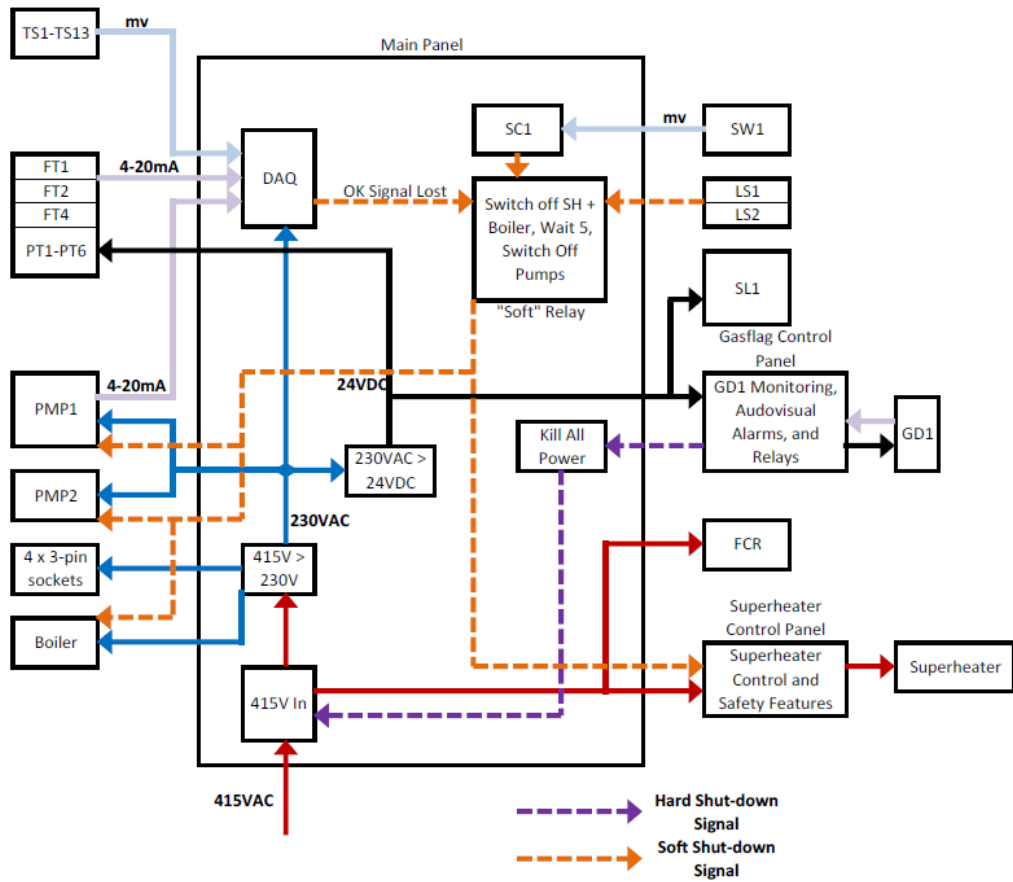 TS1-TS13
mv
Main Panel
SC1
mv
SW1
FT1
FT2
FT4
PT1-PT6
4-20mA
DAQ
OK Signal Lost
Switch off SH +
Boiler, Wait 5,
Switch Off
Pumps
"Soft" Relay
LS1
LS2
SL1
Gasflag Control
Panel
GD1 Monitoring,
Audovisual
Alarms, and
Relays
GD1
PMP1
4-20mA
24VDC
Kill All
Power
230VAC >
24VDC
PMP2
230VAC
4 x 3-pin
sockets
415V >
230V
FCR
Boiler
Superheater
Control Panel
Superheater
Control and
Safety Features
Superheater
415V In
415VAC
Hard Shut-down
Signal
Soft Shut-down
Signal